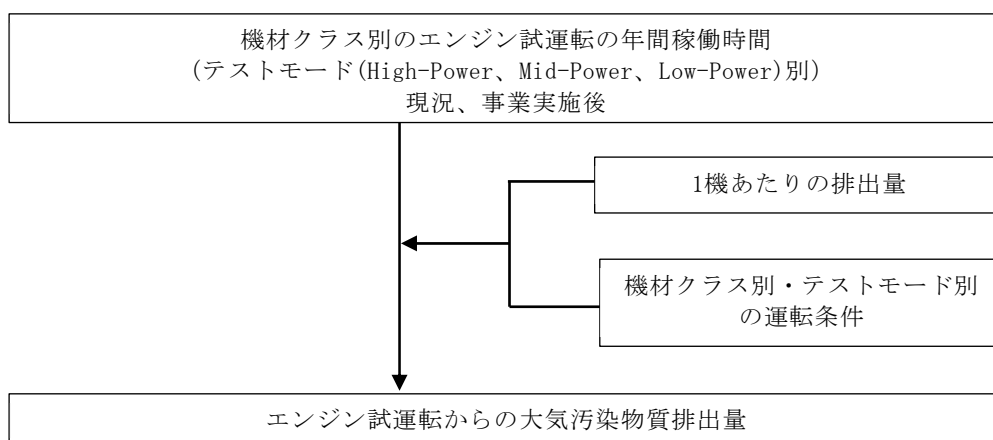 機材クラス別のエンジン試運転の年間稼働時間
(テストモード(High-Power、Mid-Power、Low-Power)別)
現況、事業実施後
1機あたりの排出量
機材クラス別・テストモード別
の運転条件
エンジン試運転からの大気汚染物質排出量